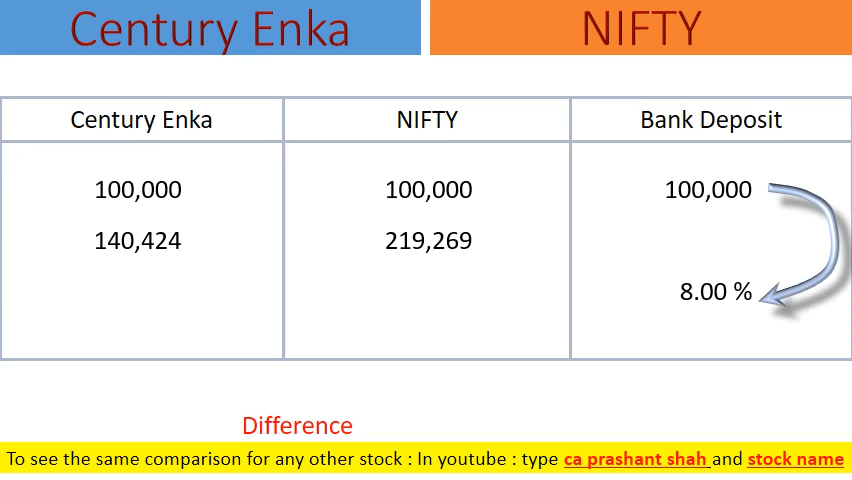 Century Enka NIFTY
Century Enka NIFTY Bank Deposit
100,000 100,000 100,000
140,424 219,269
8.00 %
Difference
To see the same comparison for any other stock : In youtube : type ca prashant shah and stock name